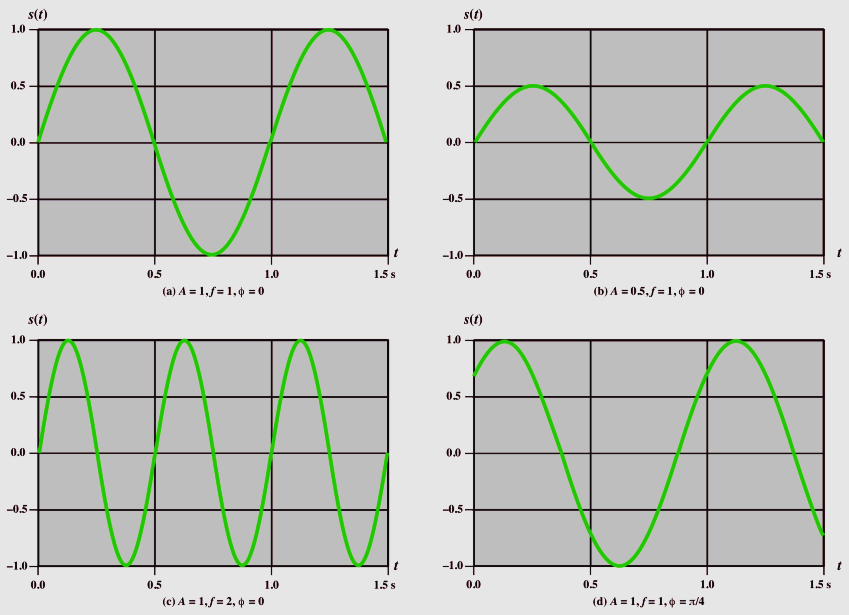 s(t)
1.0
0.5
0.0
−0.5
−1.0
t
0.0 0.5 1.0 1.5 s
(a) A = 1, f = 1, ϕ = 0
s(t)
1.0
0.5
0.0
−0.5
−1.0
t
0.0 0.5 1.0 1.5 s
(b) A = 0.5, f = 1, ϕ = 0
s(t)
1.0
0.5
0.0
−0.5
−1.0
t
0.0 0.5 1.0 1.5 s
(c) A = 1, f = 2, ϕ = 0
s(t)
1.0
0.5
0.0
−0.5
−1.0
t
0.0 0.5 1.0 1.5 s
(d) A = 1, f = 1, ϕ = π/4